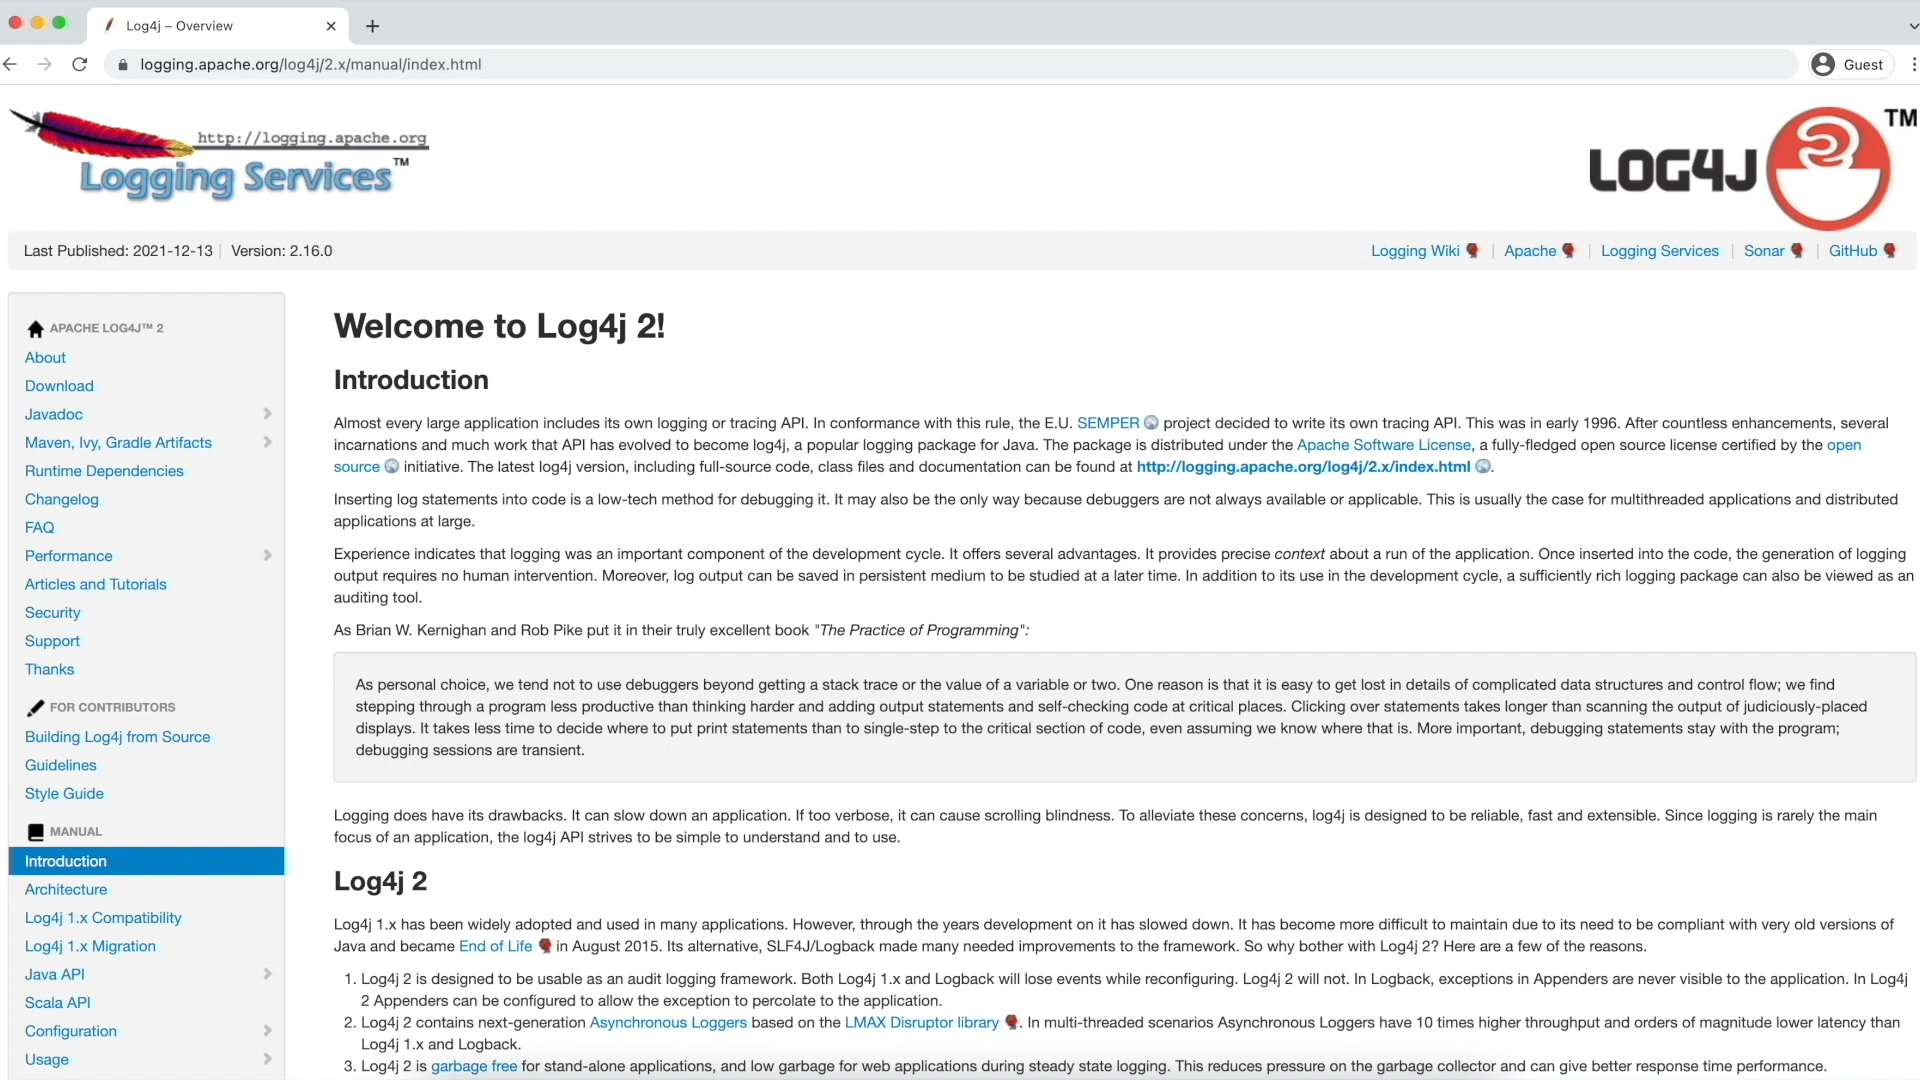 Log4j – Overview
logging.apache.org/log4j/2.x/manual/index.html
Guest
http://logging.apache.org
Logging Services™
LOG4J 2 TM
Last Published: 2021-12-13 | Version: 2.16.0
Logging Wiki | Apache | Logging Services | Sonar | GitHub
APACHE LOG4J™ 2
About
Download
Javadoc
Maven, Ivy, Gradle Artifacts
Runtime Dependencies
Changelog
FAQ
Performance
Articles and Tutorials
Security
Support
Thanks
FOR CONTRIBUTORS
Building Log4j from Source
Guidelines
Style Guide
MANUAL
Introduction
Architecture
Log4j 1.x Compatibility
Log4j 1.x Migration
Java API
Scala API
Configuration
Usage
Welcome to Log4j 2!
Introduction
Almost every large application includes its own logging or tracing API. In conformance with this rule, the E.U. SEMPER project decided to write its own tracing API. This was in early 1996. After countless enhancements, several
incarnations and much work that API has evolved to become log4j, a popular logging package for Java. The package is distributed under the Apache Software License, a fully-fledged open source license certified by the open
source initiative. The latest log4j version, including full-source code, class files and documentation can be found at http://logging.apache.org/log4j/2.x/index.html .
Inserting log statements into code is a low-tech method for debugging it. It may also be the only way because debuggers are not always available or applicable. This is usually the case for multithreaded applications and distributed
applications at large.
Experience indicates that logging was an important component of the development cycle. It offers several advantages. It provides precise context about a run of the application. Once inserted into the code, the generation of logging
output requires no human intervention. Moreover, log output can be saved in persistent medium to be studied at a later time. In addition to its use in the development cycle, a sufficiently rich logging package can also be viewed as an
auditing tool.
As Brian W. Kernighan and Rob Pike put it in their truly excellent book "The Practice of Programming":
As personal choice, we tend not to use debuggers beyond getting a stack trace or the value of a variable or two. One reason is that it is easy to get lost in details of complicated data structures and control flow; we find
stepping through a program less productive than thinking harder and adding output statements and self-checking code at critical places. Clicking over statements takes longer than scanning the output of judiciously-placed
displays. It takes less time to decide where to put print statements than to single-step to the critical section of code, even assuming we know where that is. More important, debugging statements stay with the program;
debugging sessions are transient.
Logging does have its drawbacks. It can slow down an application. If too verbose, it can cause scrolling blindness. To alleviate these concerns, log4j is designed to be reliable, fast and extensible. Since logging is rarely the main
focus of an application, the log4j API strives to be simple to understand and to use.
Log4j 2
Log4j 1.x has been widely adopted and used in many applications. However, through the years development on it has slowed down. It has become more difficult to maintain due to its need to be compliant with very old versions of
Java and became End of Life in August 2015. Its alternative, SLF4J/Logback made many needed improvements to the framework. So why bother with Log4j 2? Here are a few of the reasons.
1. Log4j 2 is designed to be usable as an audit logging framework. Both Log4j 1.x and Logback will lose events while reconfiguring. Log4j 2 will not. In Logback, exceptions in Appenders are never visible to the application. In Log4j
2 Appenders can be configured to allow the exception to percolate to the application.
2. Log4j 2 contains next-generation Asynchronous Loggers based on the LMAX Disruptor library . In multi-threaded scenarios Asynchronous Loggers have 10 times higher throughput and orders of magnitude lower latency than
Log4j 1.x and Logback.
3. Log4j 2 is garbage free for stand-alone applications, and low garbage for web applications during steady state logging. This reduces pressure on the garbage collector and can give better response time performance.